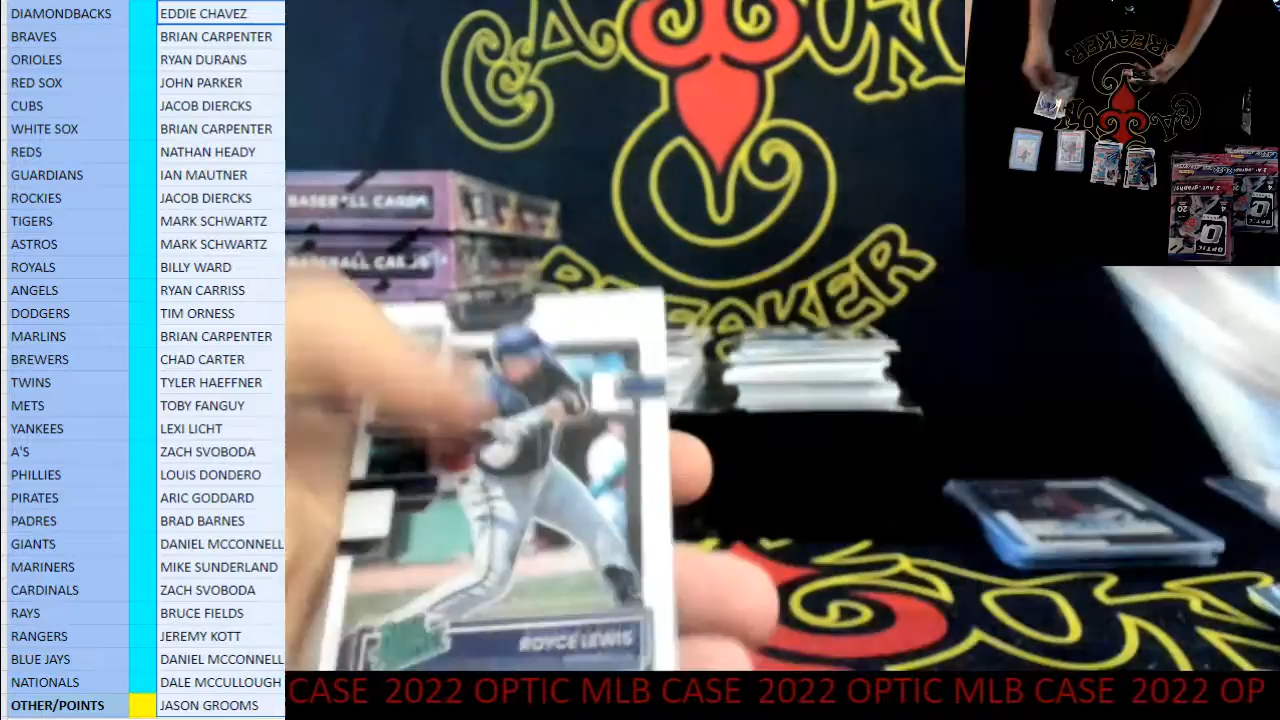 DIAMONDBACKS EDDIE CHAVEZ
BRAVES BRIAN CARPENTER
ORIOLES RYAN DURANS
RED SOX JOHN PARKER
CUBS JACOB DIERCKS
WHITE SOX BRIAN CARPENTER
REDS NATHAN HEADY
GUARDIANS IAN MAUTNER
ROCKIES JACOB DIERCKS
TIGERS MARK SCHWARTZ
ASTROS MARK SCHWARTZ
ROYALS BILLY WARD
ANGELS RYAN CARRISS
DODGERS TIM ORNESS
MARLINS BRIAN CARPENTER
BREWERS CHAD CARTER
TWINS TYLER HAEFFNER
METS TOBY FANGUY
YANKEES LEXI LICHT
A'S ZACH SVOBODA
PHILLIES LOUIS DONDERO
PIRATES ARIC GODDARD
PADRES BRAD BARNES
GIANTS DANIEL MCCONNELL
MARINERS MIKE SUNDERLAND
CARDINALS ZACH SVOBODA
RAYS BRUCE FIELDS
RANGERS JEREMY KOTT
BLUE JAYS DANIEL MCCONNELL
NATIONALS DALE MCCULLOUGH
OTHER/POINTS JASON GROOMS
CAJUN
BREAKER
BASEBALL CARDS
BASEBALL CARDS
ROYCE LEWIS
BREAKER
OPTIC
CASE 2022 OPTIC MLB CASE 2022 OPTIC MLB CASE 2022 OP